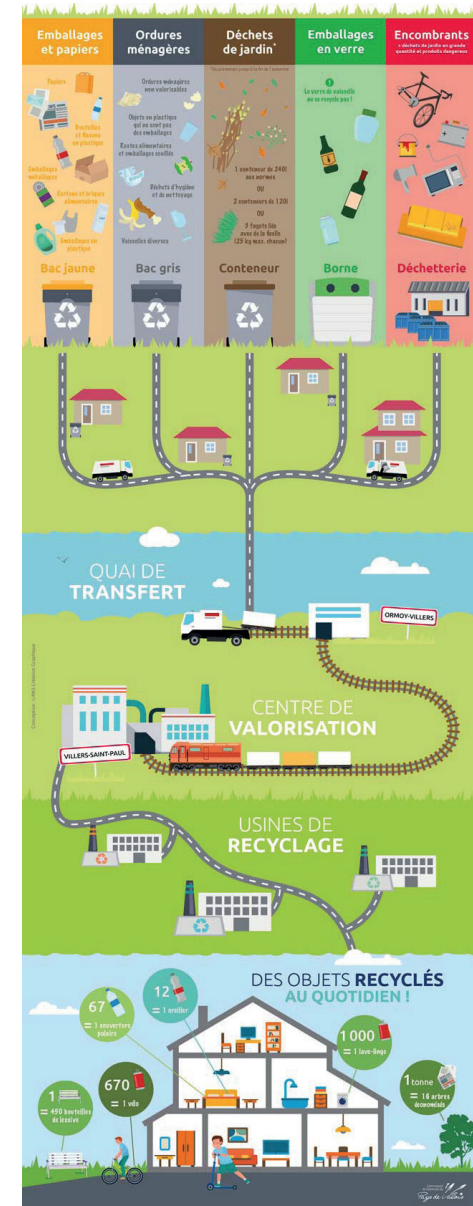 Emballages
et papiers
Papiers
Bouteilles
et flacons
en plastique
Emballages
métalliques
Cartons et briques
alimentaires
Emballages en
plastique
Bac jaune
Ordures
ménagères
Ordures ménagères
non valorisables
Objets en plastique
qui ne sont pas
des emballages
Restes alimentaires
et emballages souillés
Déchets d'hygiène
et de nettoyage
Vaisselles diverses
Bac gris
Déchets
de jardin*
1 conteneur de 240l
aux normes
OU
2 conteneurs de 120l
OU
3 fagots liés
avec de la ficelle
(25 kg max. chacun)
Conteneur
Emballages
en verre
Le verre de vaisselle
ne se recycle pas !
Borne
Encombrants
+ déchets de jardin en grande
quantité et produits dangereux
Déchetterie
QUAI DE
TRANSFERT
ORMOY-VILLERS
CENTRE DE
VALORISATION
VILLERS-SAINT-PAUL
USINES DE
RECYCLAGE
DES OBJETS RECYCLÉS
AU QUOTIDIEN !
67
= 1 couverture
polaire
12
= 1 oreiller
1 000
= 1 lave-linge
670
= 1 vélo
1
= 450 bouteilles
de lessive
1 tonne
= 16 arbres
économisés
Pays de Valois